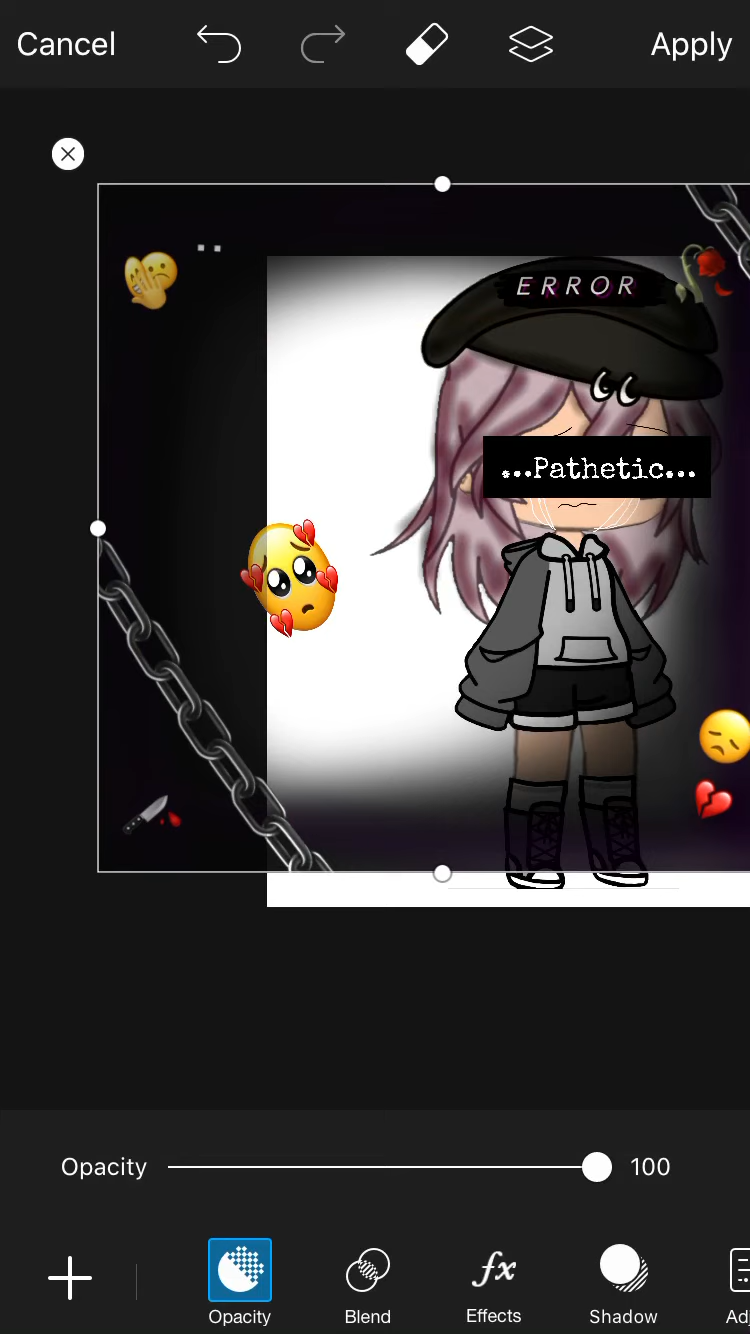 Cancel
Apply
ERROR
...Pathetic...
Opacity
100
Opacity
Blend
Effects
Shadow